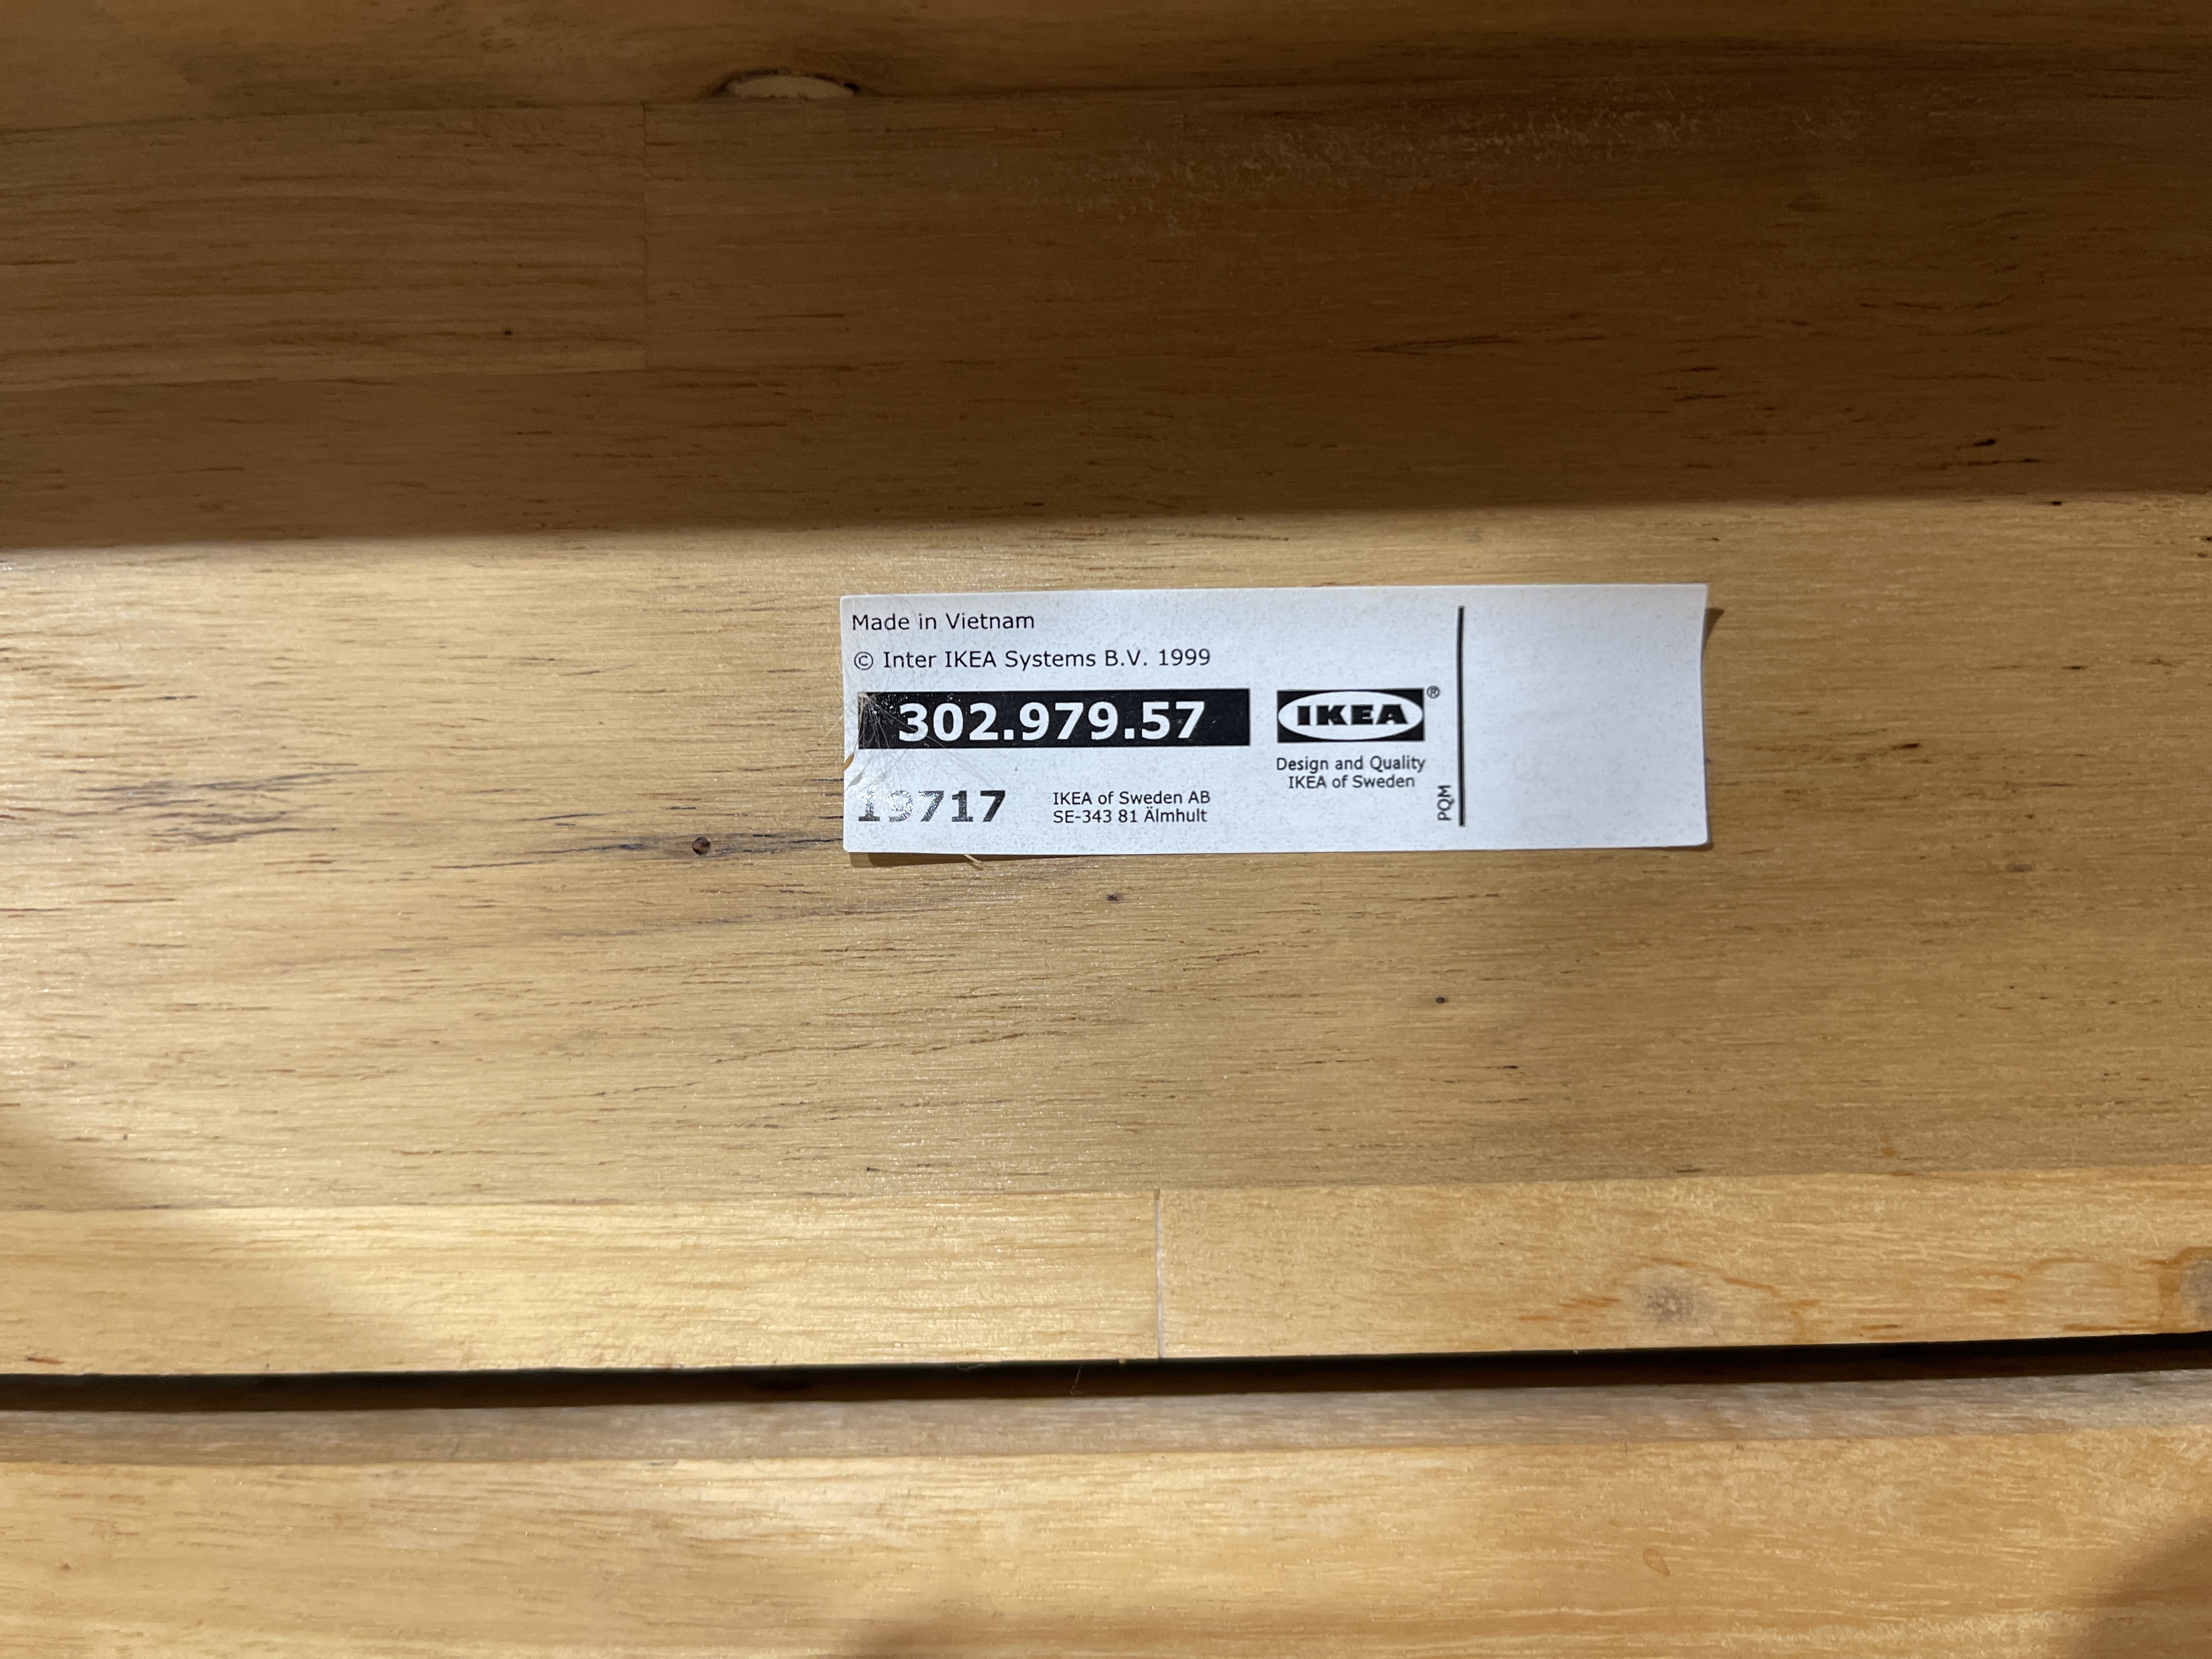 Made in Vietnam
© Inter IKEA Systems B.V. 1999
302.979.57
IKEA®
Design and Quality
IKEA of Sweden
19717
IKEA of Sweden AB
SE-343 81 Älmhult
PQM